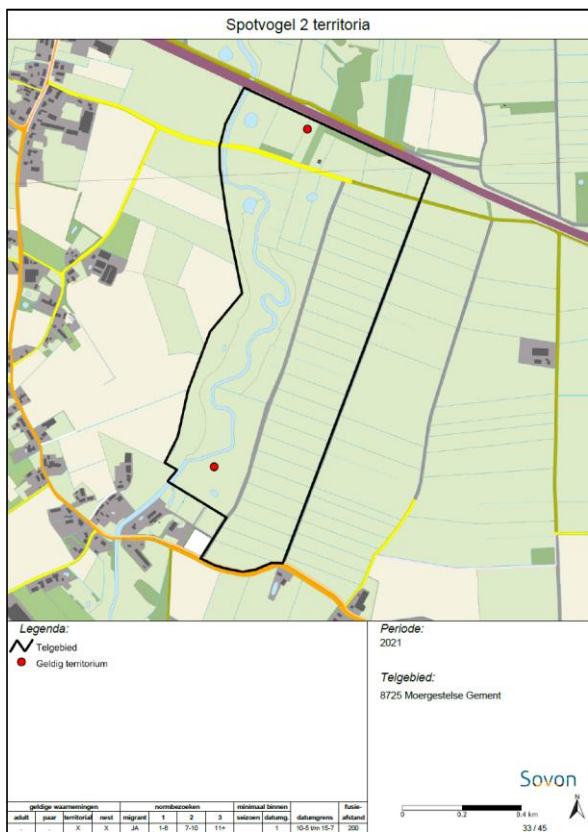 Spotvogel 2 territoria
Legenda:
Telgebied
Geldig territorium
Periode:
2021
Telgebied:
8725 Moergestelse Gement
Sovon
N
0 0.2 0.4 km
33 / 45
geldige waarnemingen normbezoeken minimaal binnen fusie-
adult paar territoriaal nest migrant 1 2 3 seizoen datumg. datumgrens afstand
. . X X JA 1-6 7-10 11+ 1 10-5 t/m 15-7 200